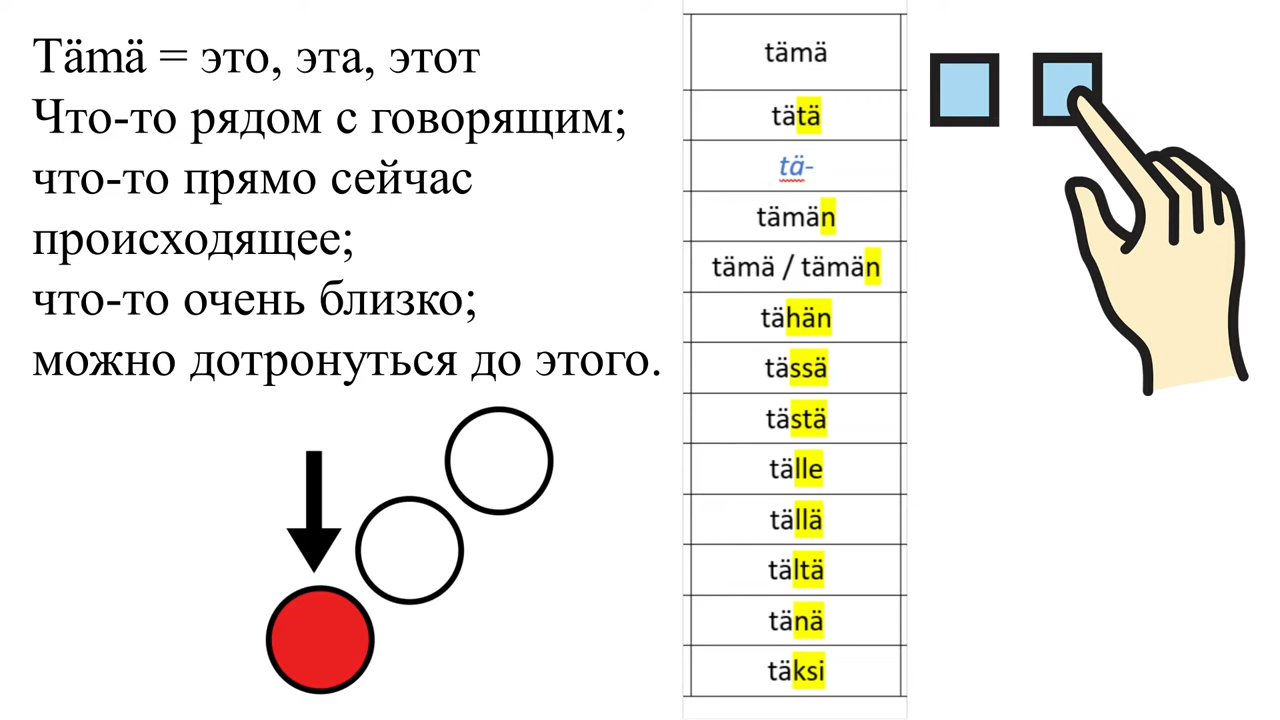 Tämä = это, эта, этот
Что-то рядом с говорящим;
что-то прямо сейчас
происходящее;
что-то очень близко;
можно дотронуться до этого.
tämä
tätä
tä-
tämän
tämä / tämän
tähän
tässä
tästä
tälle
tällä
tältä
tänä
täksi